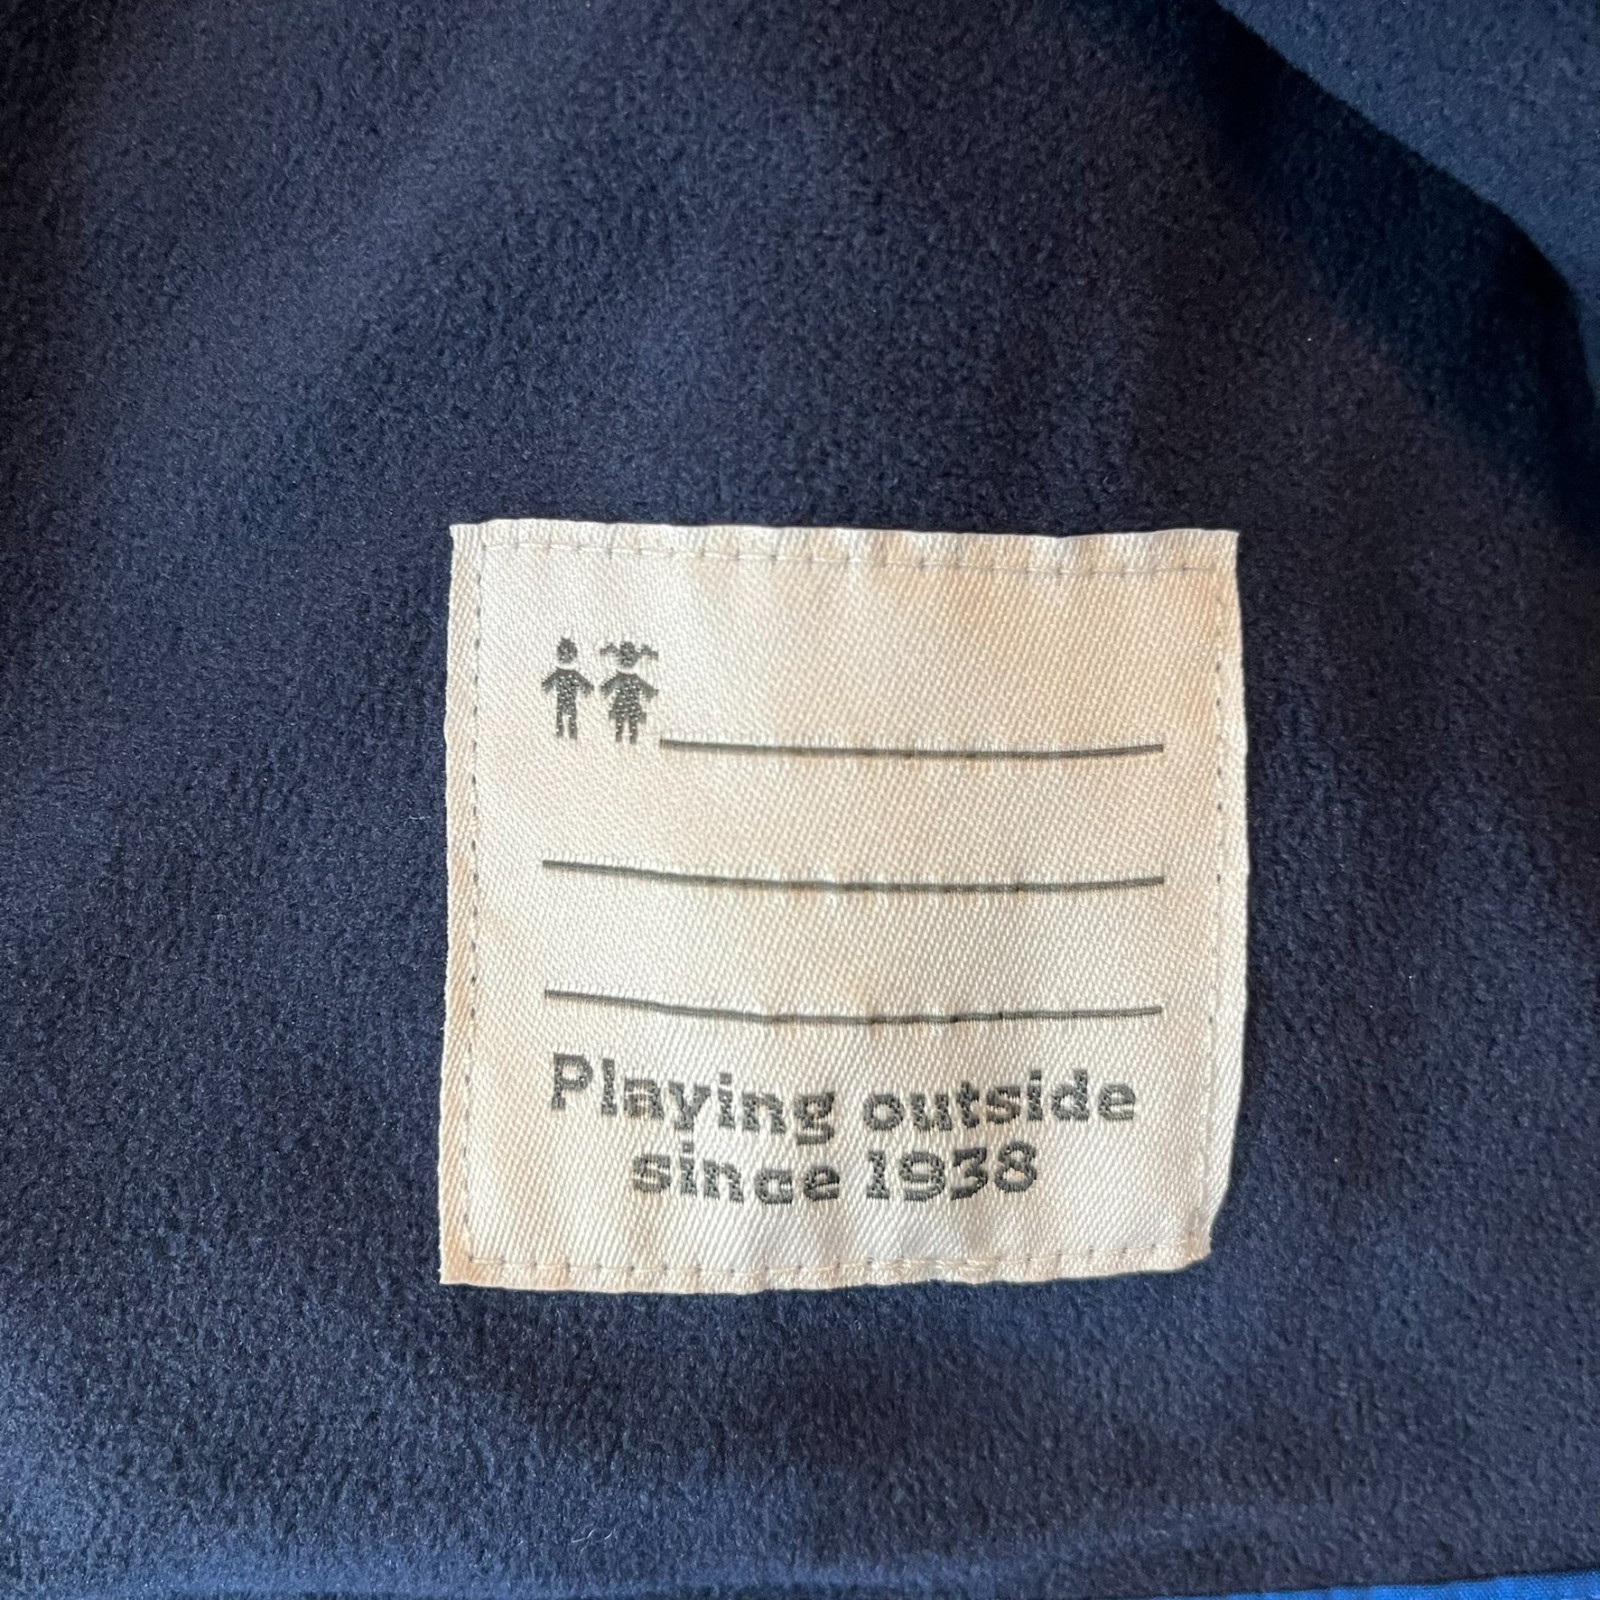 Playing outside
since 1938